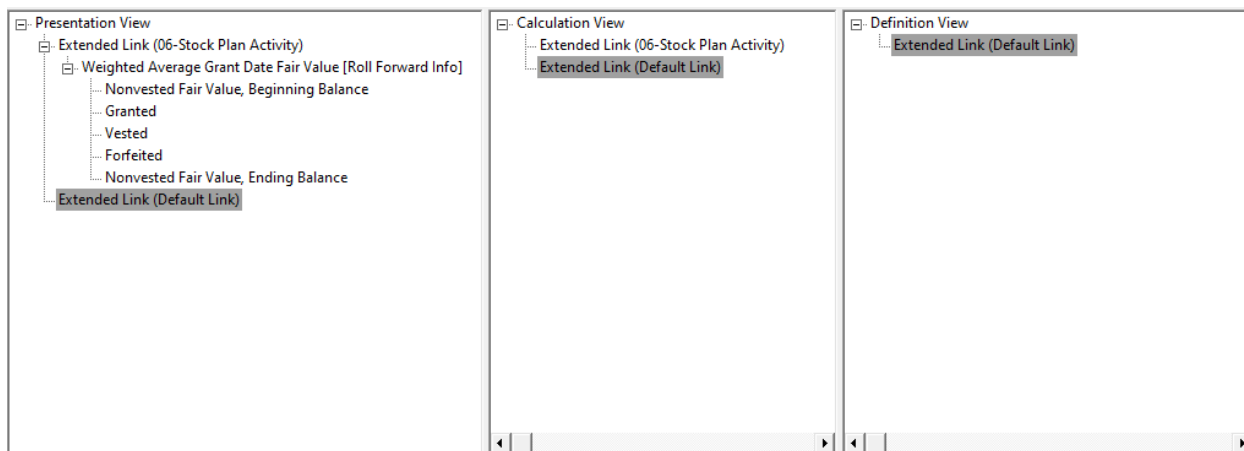 Presentation View
Extended Link (06-Stock Plan Activity)
Weighted Average Grant Date Fair Value [Roll Forward Info]
Nonvested Fair Value, Beginning Balance
Granted
Vested
Forfeited
Nonvested Fair Value, Ending Balance
Extended Link (Default Link)
Calculation View
Extended Link (06-Stock Plan Activity)
Extended Link (Default Link)
Definition View
Extended Link (Default Link)